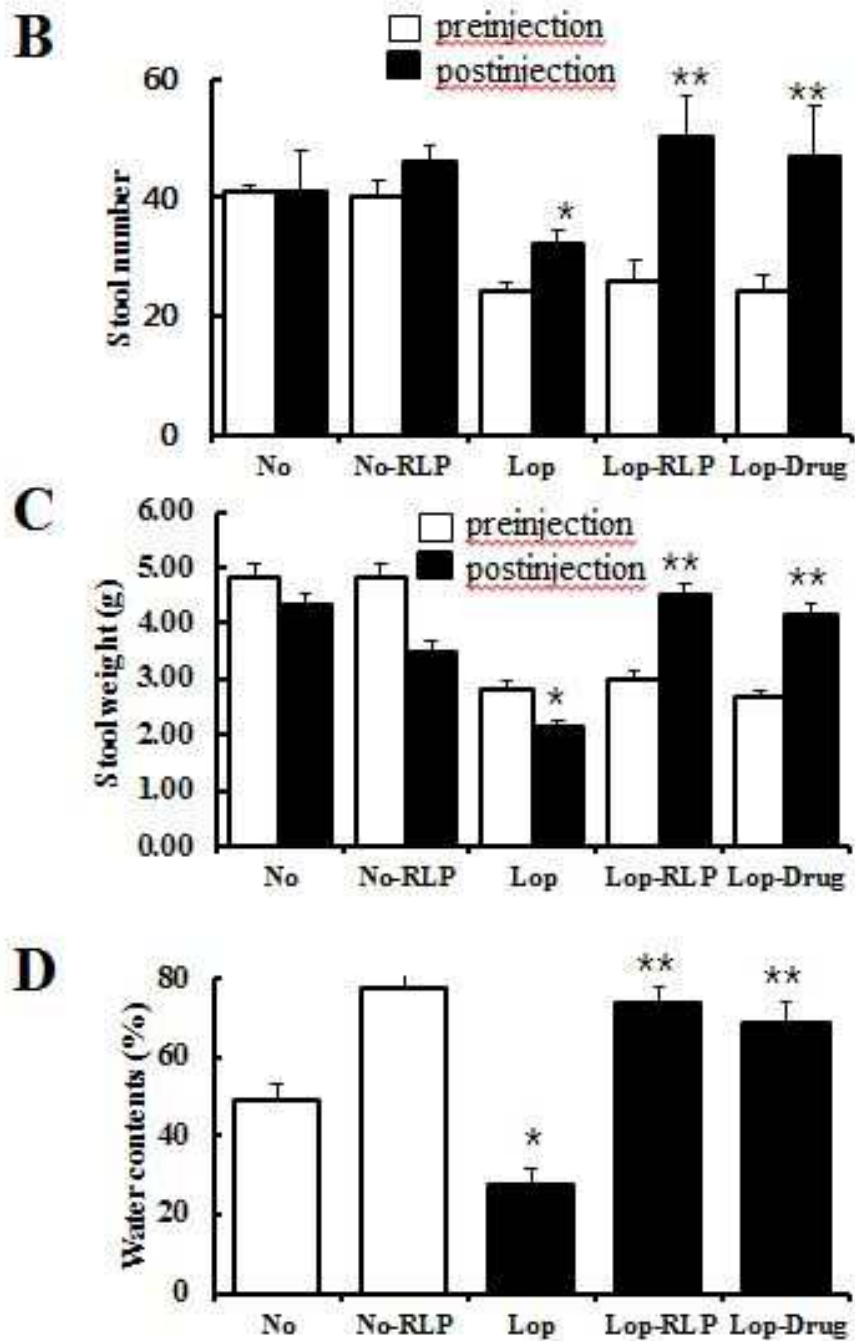 B
preinjection
postinjection
Stool number
60
40
20
0
** **
*
No No-RLP Lop Lop-RLP Lop-Drug
C
preinjection
postinjection
Stool weight (g)
6.00
5.00
4.00
3.00
2.00
1.00
0.00
** **
*
No No-RLP Lop Lop-RLP Lop-Drug
D
Water contents (%)
80
60
40
20
0
** **
*
No No-RLP Lop Lop-RLP Lop-Drug